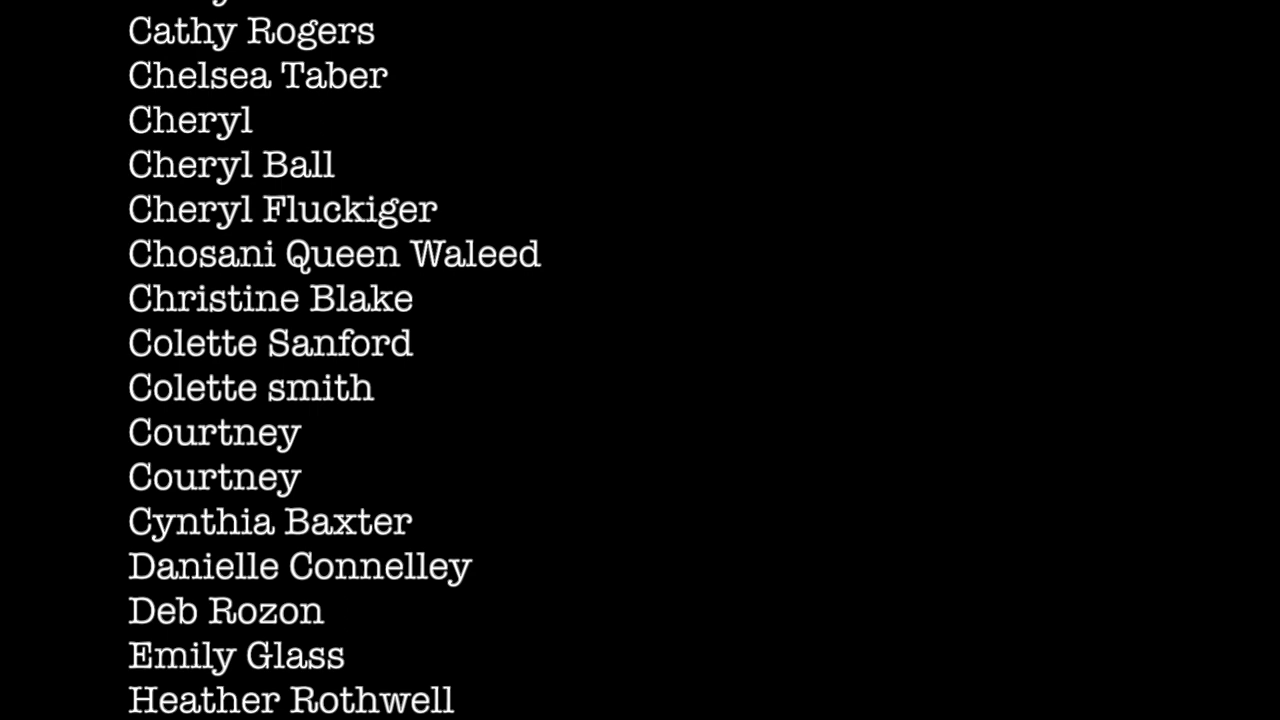 Cathy Rogers
Chelsea Taber
Cheryl
Cheryl Ball
Cheryl Fluckiger
Chosani Queen Waleed
Christine Blake
Colette Sanford
Colette smith
Courtney
Courtney
Cynthia Baxter
Danielle Connelley
Deb Rozon
Emily Glass
Heather Rothwell